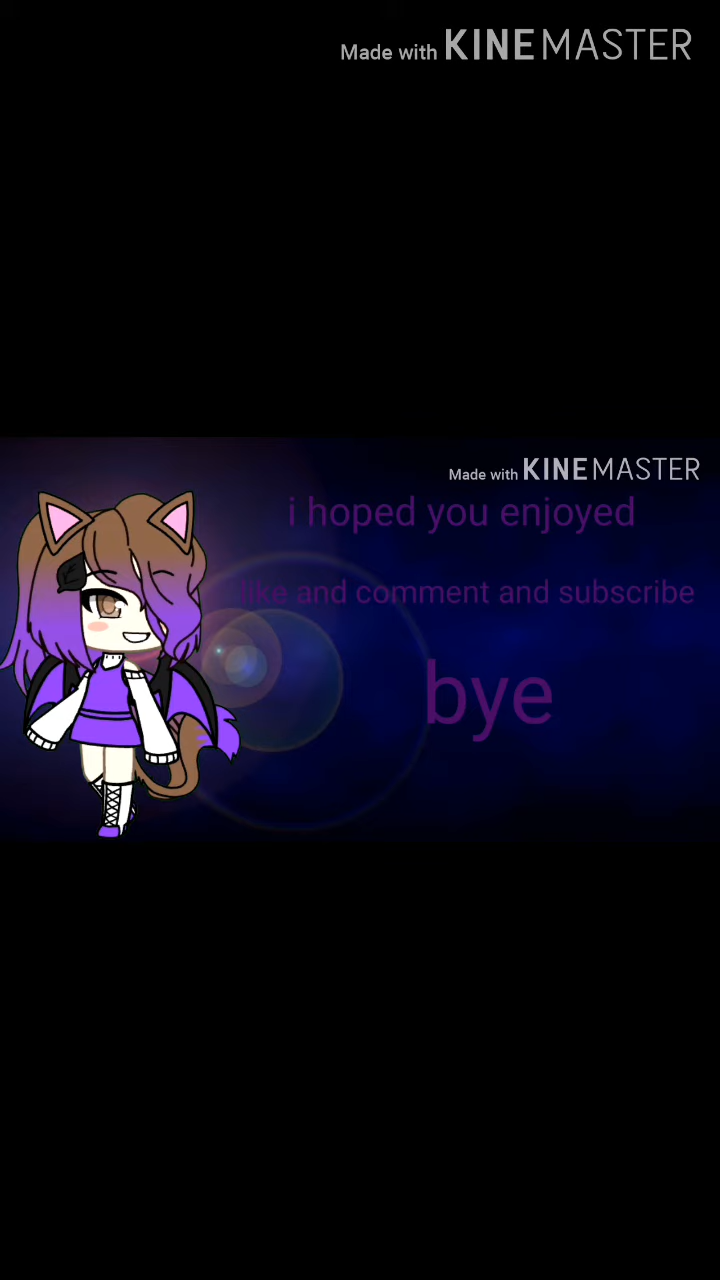 Made with KINEMASTER
Made with KINEMASTER
i hoped you enjoyed
like and comment and subscribe
bye